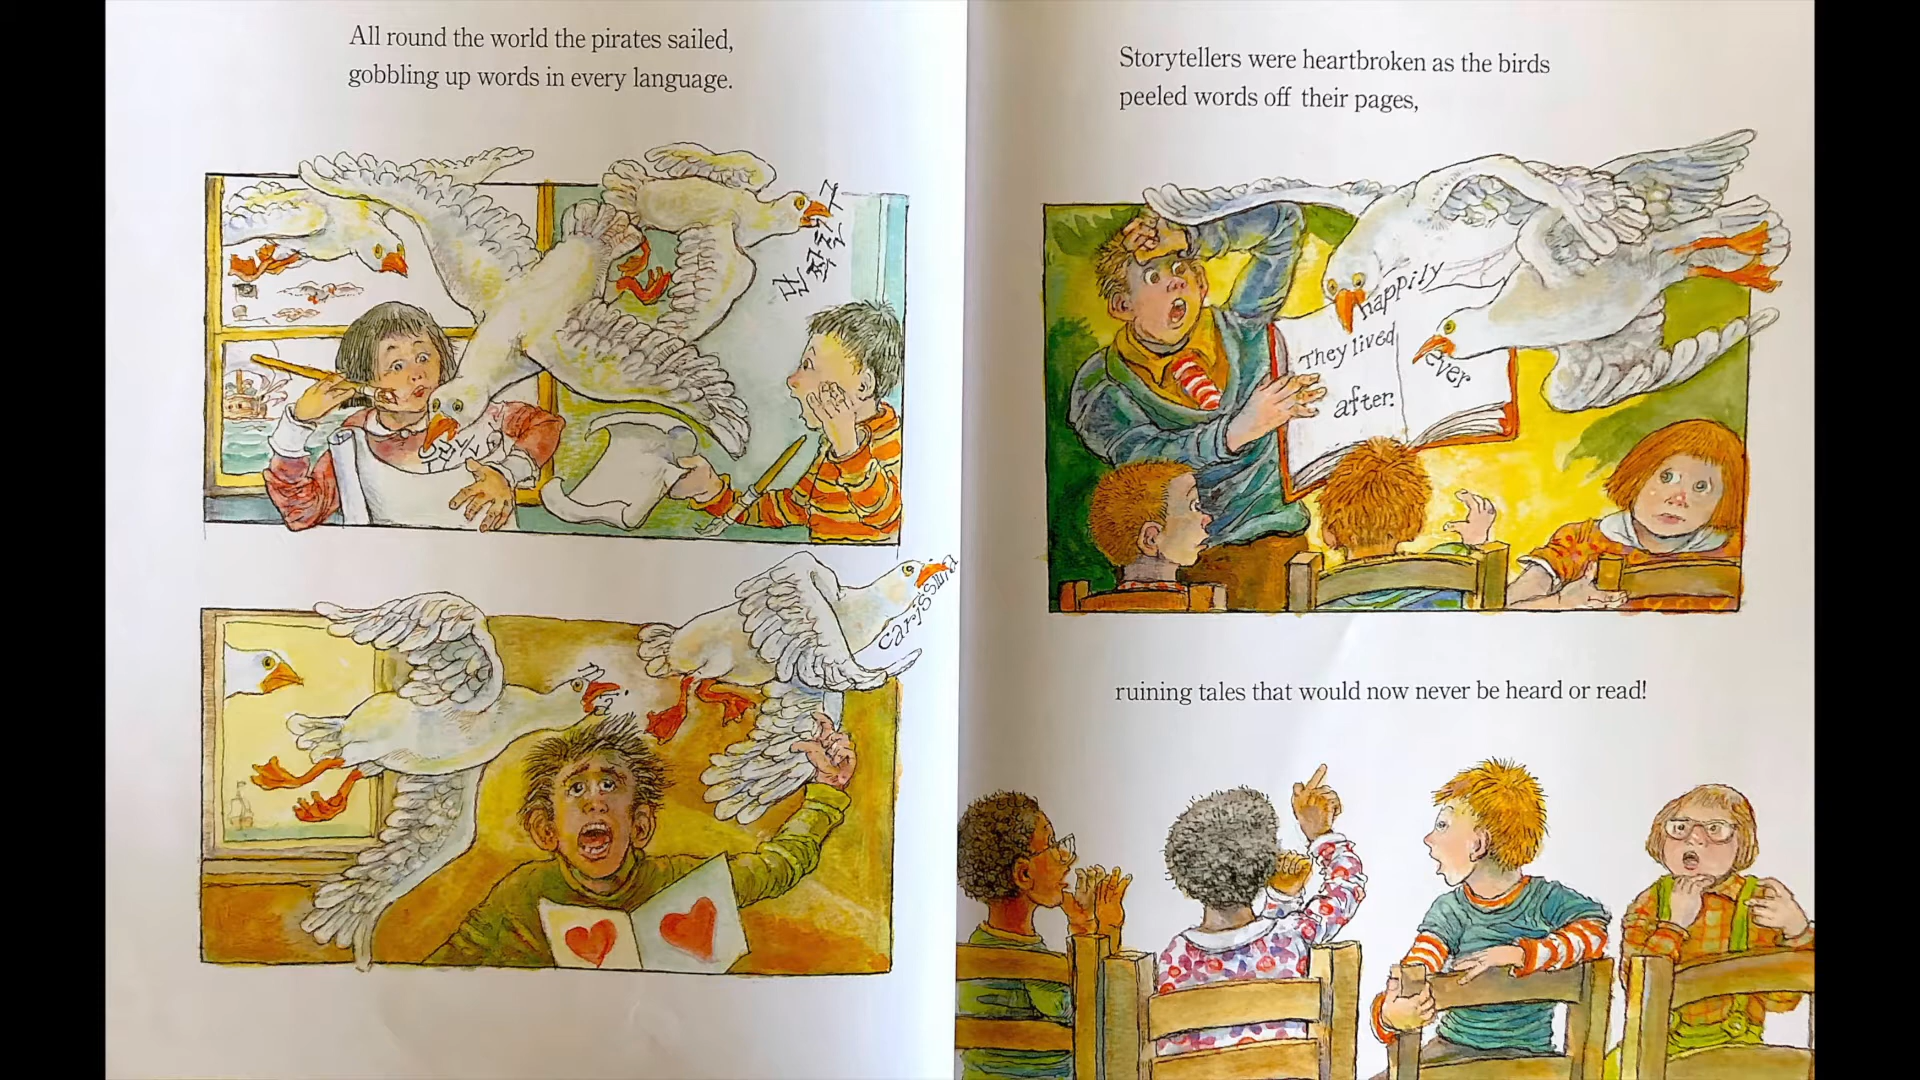 All round the world the pirates sailed,
gobbling up words in every language.
carissima
Storytellers were heartbroken as the birds
peeled words off their pages,
happily
They lived
ever
after.
ruining tales that would now never be heard or read!